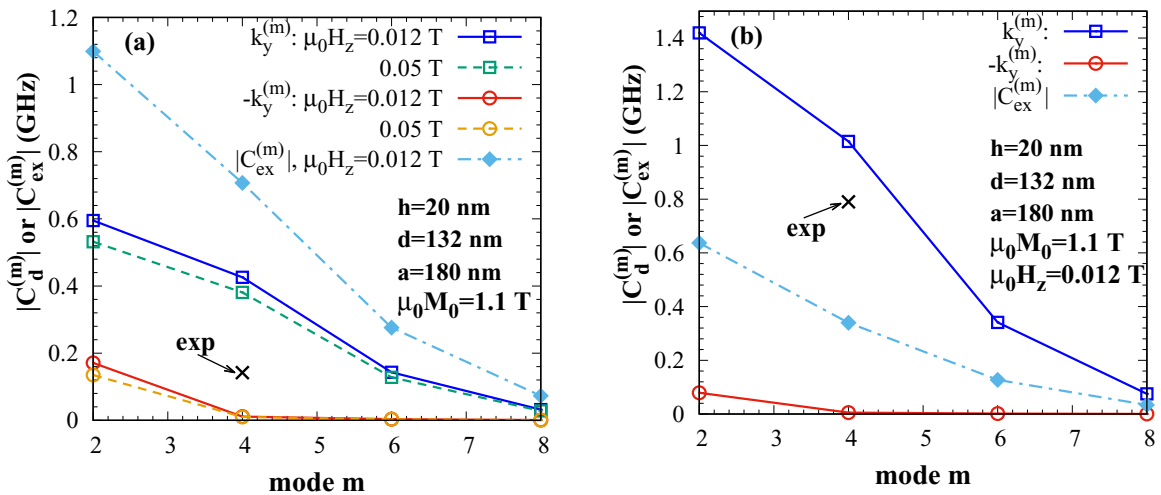 (a)
k_y^(m): μ0Hz=0.012 T
0.05 T
-k_y^(m): μ0Hz=0.012 T
0.05 T
|C_ex^(m)|, μ0Hz=0.012 T
h=20 nm
d=132 nm
a=180 nm
μ0M0=1.1 T
exp
|C_d^(m)| or |C_ex^(m)| (GHz)
1.2
1
0.8
0.6
0.4
0.2
0
2 3 4 5 6 7 8
mode m
(b)
k_y^(m):
-k_y^(m):
|C_ex^(m)|
h=20 nm
d=132 nm
a=180 nm
μ0M0=1.1 T
μ0Hz=0.012 T
exp
|C_d^(m)| or |C_ex^(m)| (GHz)
1.4
1.2
1
0.8
0.6
0.4
0.2
0
2 3 4 5 6 7 8
mode m